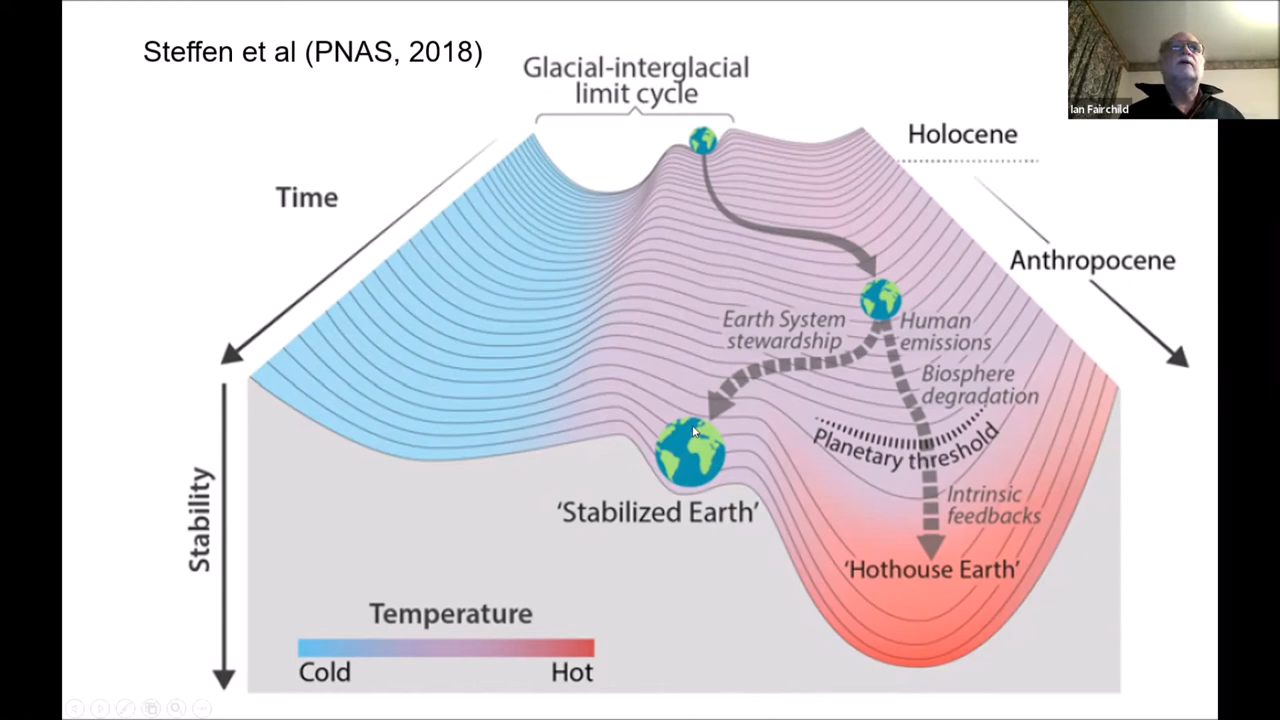 Steffen et al (PNAS, 2018)
Ian Fairchild
Glacial-interglacial
limit cycle
Holocene
Time
Anthropocene
Earth System
stewardship
Human
emissions
Biosphere
degradation
Planetary threshold
Stability
Intrinsic
feedbacks
'Stabilized Earth'
'Hothouse Earth'
Temperature
Cold
Hot